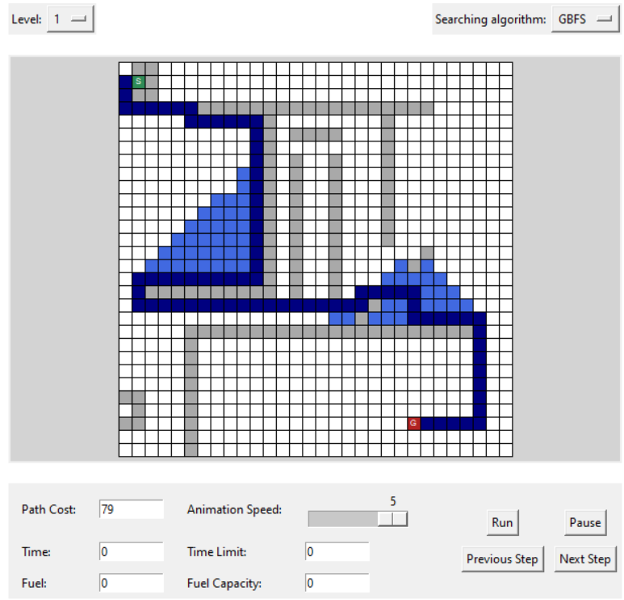 Level: 1 Searching algorithm: GBFS
S
G
5
Path Cost: 79 Animation Speed: Run Pause
Time: 0 Time Limit: 0 Previous Step Next Step
Fuel: 0 Fuel Capacity: 0